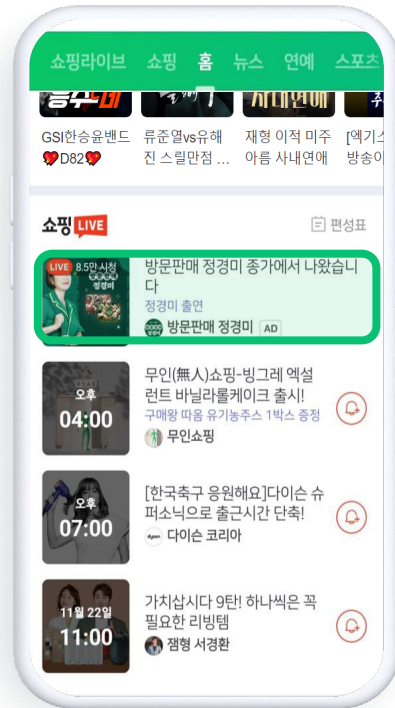 쇼핑라이브 쇼핑 홈 뉴스 연예 스포츠
GSI한승윤밴드
❤️D82❤️
류준열vs유해
진 스릴만점 ...
재형 이적 미주
아름 사내연애
[엑기스
방송이
쇼핑 LIVE
편성표
LIVE 8.5만 시청
방문판매
정경미
방문판매 정경미 종가에서 나왔습니
다
정경미 출연
방문판매 정경미 AD
오후
04:00
무인(無人)쇼핑-빙그레 엑설
런트 바닐라롤케이크 출시!
구매왕 따옴 유기농주스 1박스 증정
무인쇼핑
오후
07:00
[한국축구 응원해요]다이슨 슈
퍼소닉으로 출근시간 단축!
dyson 다이슨 코리아
11월 22일
11:00
가치삽시다 9탄! 하나씩은 꼭
필요한 리빙템
잼형 서경환